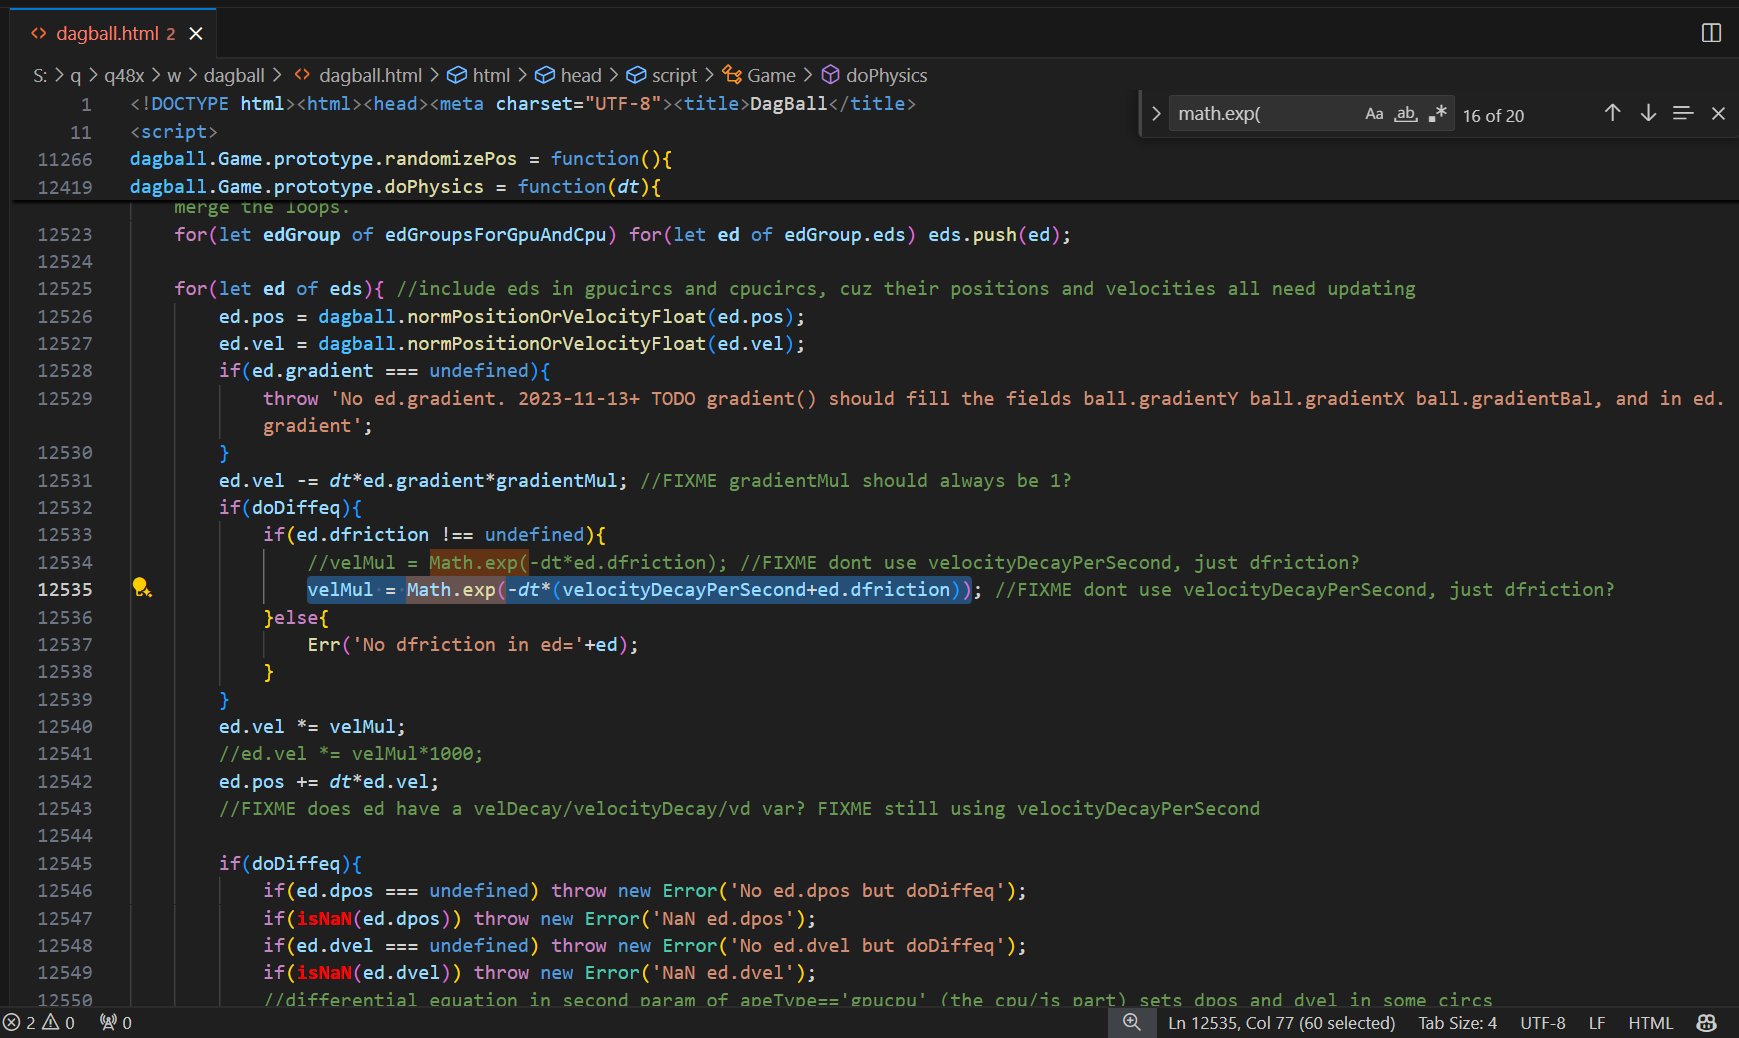 dagball.html 2
S: > q > q48x > w > dagball > dagball.html > html > head > script > Game > doPhysics
1 <!DOCTYPE html><html><head><meta charset="UTF-8"><title>DagBall</title>
11 <script>
11266 dagball.Game.prototype.randomizePos = function(){
12419 dagball.Game.prototype.doPhysics = function(dt){
math.exp( Aa ab 16 of 20
merge the loops.
12523 for(let edGroup of edGroupsForGpuAndCpu) for(let ed of edGroup.eds) eds.push(ed);
12524
12525 for(let ed of eds){ //include eds in gpucircs and cpucircs, cuz their positions and velocities all need updating
12526 ed.pos = dagball.normPositionOrVelocityFloat(ed.pos);
12527 ed.vel = dagball.normPositionOrVelocityFloat(ed.vel);
12528 if(ed.gradient === undefined){
12529 throw 'No ed.gradient. 2023-11-13+ TODO gradient() should fill the fields ball.gradientY ball.gradientX ball.gradientBal, and in ed.
gradient';
12530 }
12531 ed.vel -= dt*ed.gradient*gradientMul; //FIXME gradientMul should always be 1?
12532 if(doDiffeq){
12533 if(ed.dfriction !== undefined){
12534 //velMul = Math.exp(-dt*ed.dfriction); //FIXME dont use velocityDecayPerSecond, just dfriction?
12535 velMul = Math.exp(-dt*(velocityDecayPerSecond+ed.dfriction)); //FIXME dont use velocityDecayPerSecond, just dfriction?
12536 }else{
12537 Err('No dfriction in ed='+ed);
12538 }
12539 }
12540 ed.vel *= velMul;
12541 //ed.vel *= velMul*1000;
12542 ed.pos += dt*ed.vel;
12543 //FIXME does ed have a velDecay/velocityDecay/vd var? FIXME still using velocityDecayPerSecond
12544
12545 if(doDiffeq){
12546 if(ed.dpos === undefined) throw new Error('No ed.dpos but doDiffeq');
12547 if(isNaN(ed.dpos)) throw new Error('NaN ed.dpos');
12548 if(ed.dvel === undefined) throw new Error('No ed.dvel but doDiffeq');
12549 if(isNaN(ed.dvel)) throw new Error('NaN ed.dvel');
12550 //differential equation in second param of apeType=='gpucpu' (the cpu/js part) sets dpos and dvel in some circs
2 0 0 Ln 12535, Col 77 (60 selected) Tab Size: 4 UTF-8 LF HTML